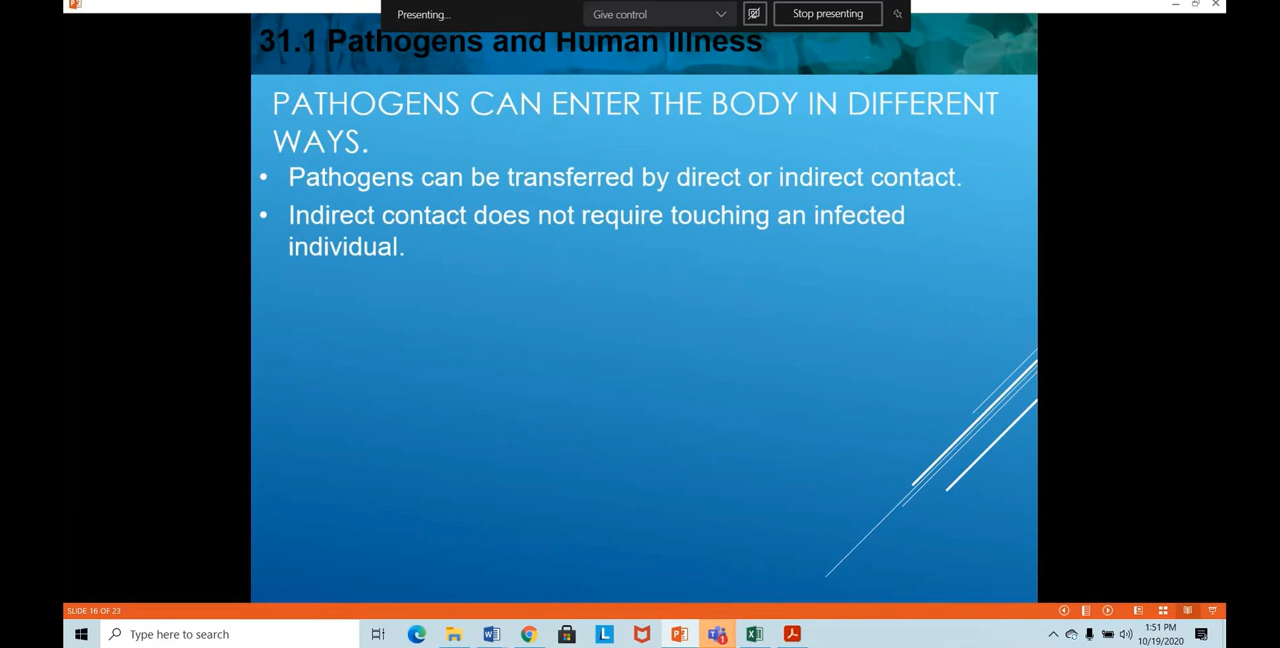 Presenting...
Give control
Stop presenting
31.1 Pathogens and Human Illness
PATHOGENS CAN ENTER THE BODY IN DIFFERENT
WAYS.
• Pathogens can be transferred by direct or indirect contact.
• Indirect contact does not require touching an infected
individual.
SLIDE 16 OF 23
Type here to search
1:51 PM
10/19/2020